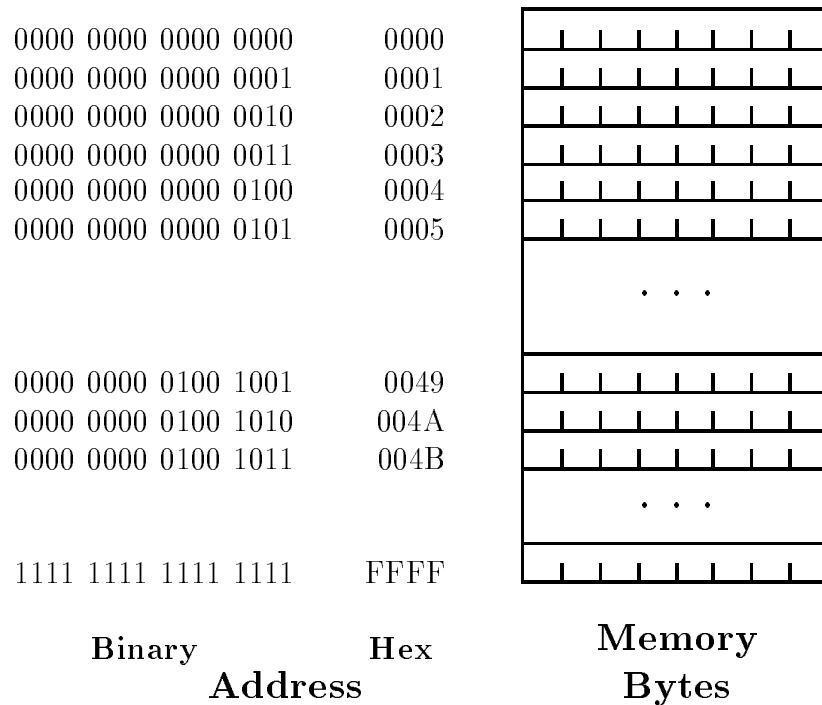 0000 0000 0000 0000 0000
0000 0000 0000 0001 0001
0000 0000 0000 0010 0002
0000 0000 0000 0011 0003
0000 0000 0000 0100 0004
0000 0000 0000 0101 0005
. . .
0000 0000 0100 1001 0049
0000 0000 0100 1010 004A
0000 0000 0100 1011 004B
. . .
1111 1111 1111 1111 FFFF
Binary Hex Memory
Address Bytes